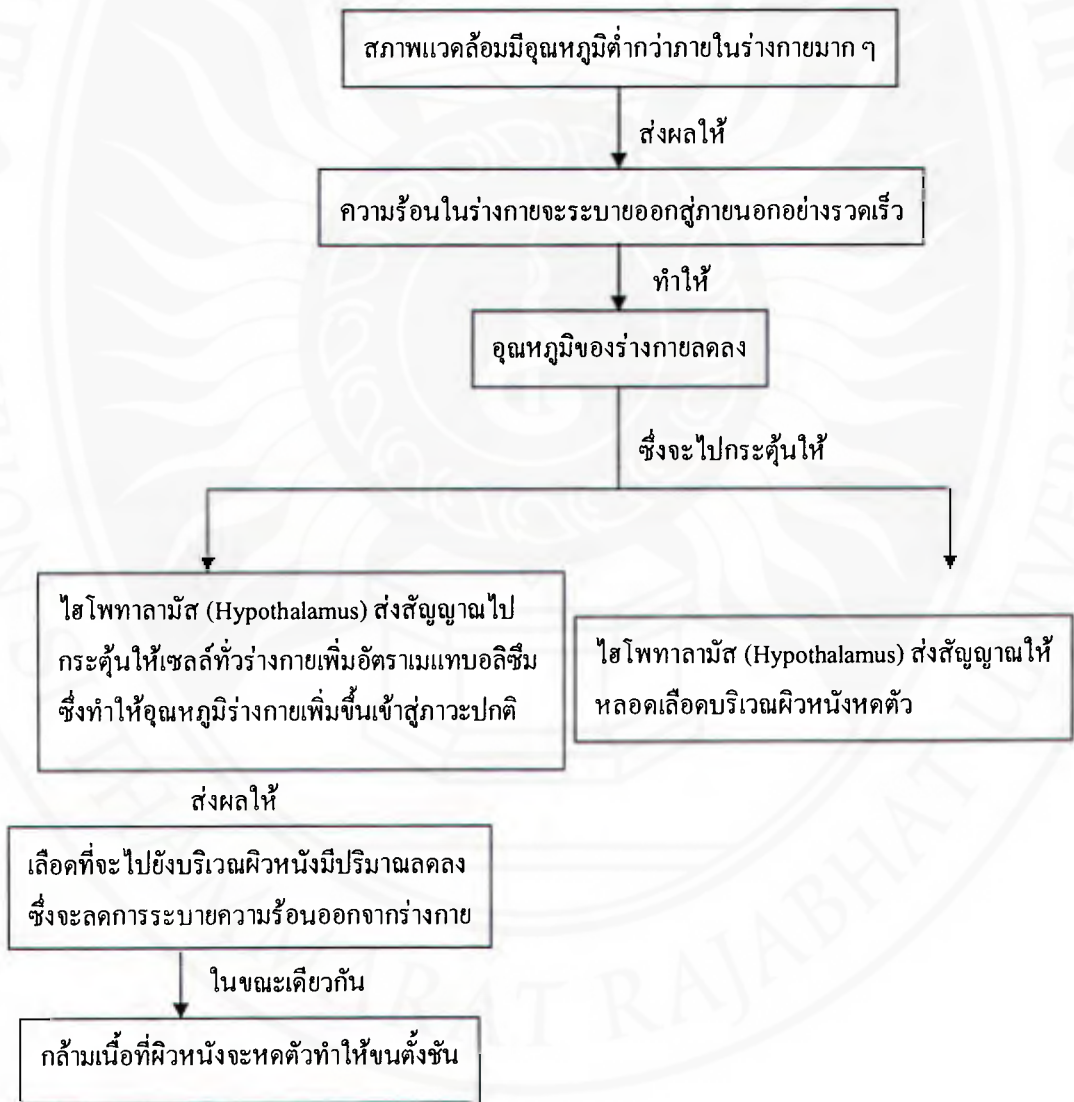 สภาพแวดล้อมมีอุณหภูมิต่ำกว่าภายในร่างกายมาก ๆ
ส่งผลให้
ความร้อนในร่างกายจะระบายออกสู่ภายนอกอย่างรวดเร็ว
ทำให้
อุณหภูมิของร่างกายลดลง
ซึ่งจะไปกระตุ้นให้
ไฮโพทาลามัส (Hypothalamus) ส่งสัญญาณไป
กระตุ้นให้เซลล์ทั่วร่างกายเพิ่มอัตราเมแทบอลิซึม
ซึ่งทำให้อุณหภูมิร่างกายเพิ่มขึ้นเข้าสู่ภาวะปกติ
ไฮโพทาลามัส (Hypothalamus) ส่งสัญญาณให้
หลอดเลือดบริเวณผิวหนังหดตัว
ส่งผลให้
เลือดที่จะไปยังบริเวณผิวหนังมีปริมาณลดลง
ซึ่งจะลดการระบายความร้อนออกจากร่างกาย
ในขณะเดียวกัน
กล้ามเนื้อที่ผิวหนังจะหดตัวทำให้ขนตั้งชัน
RAT RAJABHAT UNIVERSI